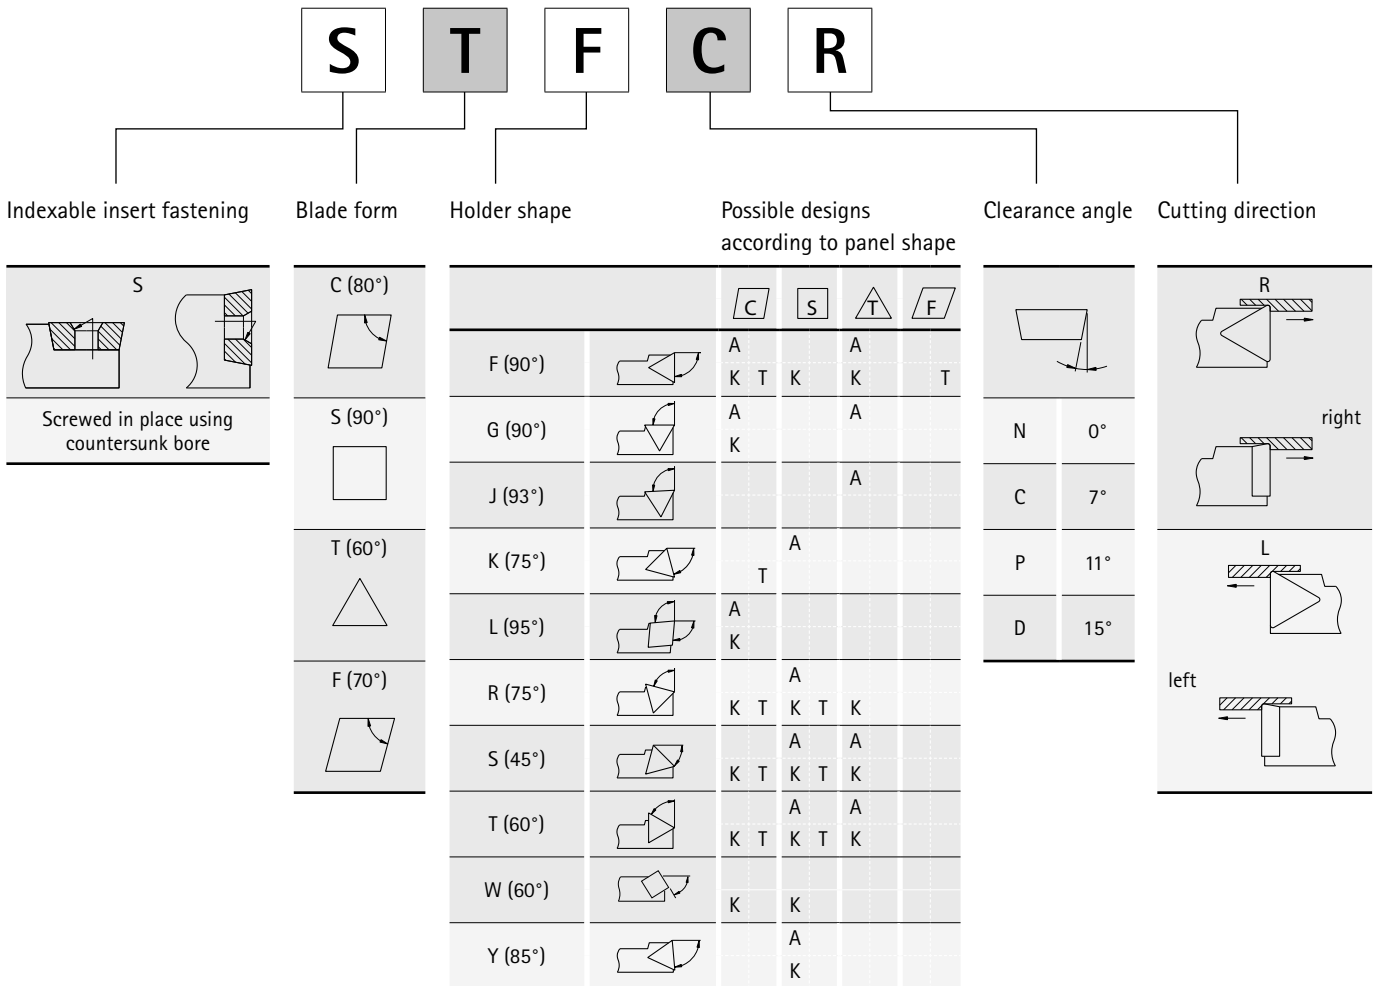 S T F C R
Indexable insert fastening
Blade form
Holder shape
Possible designs
according to panel shape
Clearance angle
Cutting direction
S
Screwed in place using
countersunk bore
C (80°)
S (90°)
T (60°)
F (70°)
C S T F
F (90°)
A A
K T K K T
G (90°)
A A
K
J (93°)
A
K (75°)
A
T
L (95°)
A
K
R (75°)
A
K T K T K
S (45°)
A A
K T K T K
T (60°)
A A
K T K T K
W (60°)
K K
Y (85°)
A
K
N 0°
C 7°
P 11°
D 15°
R
right
L
left